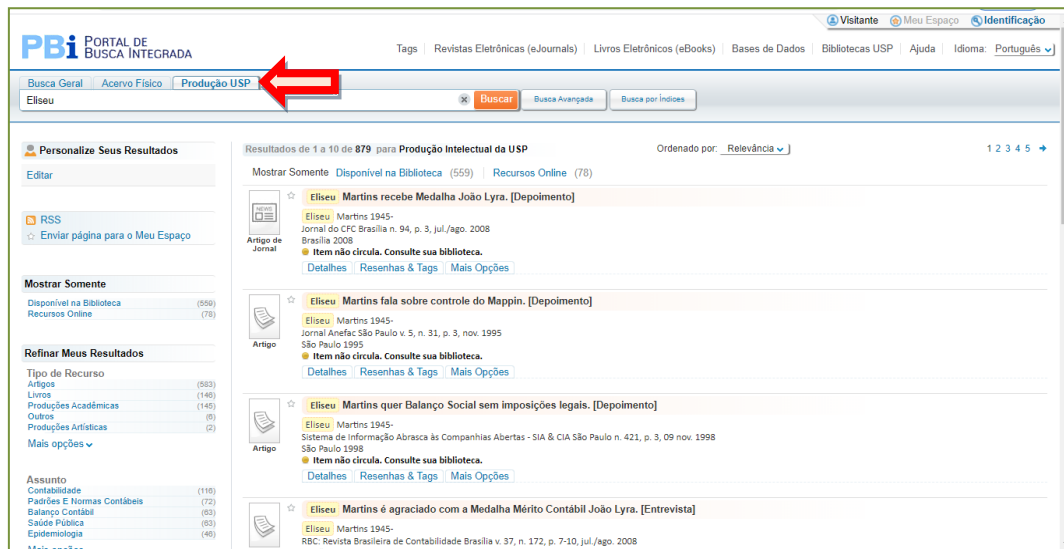 Visitante Meu Espaço Identificação
PBi PORTAL DE
BUSCA INTEGRADA
Tags Revistas Eletrônicas (eJournals) Livros Eletrônicos (eBooks) Bases de Dados Bibliotecas USP Ajuda Idioma: Português
Busca Geral Acervo Físico Produção USP
Eliseu Buscar Busca Avançada Busca por Índices
Personalize Seus Resultados
Editar
RSS
Enviar página para o Meu Espaço
Mostrar Somente
Disponível na Biblioteca (559)
Recursos Online (78)
Refinar Meus Resultados
Tipo de Recurso
Artigos (583)
Livros (146)
Produções Acadêmicas (145)
Outros (6)
Produções Artísticas (2)
Mais opções
Assunto
Contabilidade (116)
Padrões E Normas Contábeis (72)
Balanço Contábil (63)
Saúde Pública (63)
Epidemiologia (46)
Mais opções
Resultados de 1 a 10 de 879 para Produção Intelectual da USP Ordenado por: Relevância 1 2 3 4 5
Mostrar Somente Disponível na Biblioteca (559) Recursos Online (78)
NEWS
Artigo de
Jornal
Eliseu Martins recebe Medalha João Lyra. [Depoimento]
Eliseu Martins 1945-
Jornal do CFC Brasília n. 94, p. 3, jul./ago. 2008
Brasília 2008
Item não circula. Consulte sua biblioteca.
Detalhes Resenhas & Tags Mais Opções
Artigo
Eliseu Martins fala sobre controle do Mappin. [Depoimento]
Eliseu Martins 1945-
Jornal Anefac São Paulo v. 5, n. 31, p. 3, nov. 1995
São Paulo 1995
Item não circula. Consulte sua biblioteca.
Detalhes Resenhas & Tags Mais Opções
Artigo
Eliseu Martins quer Balanço Social sem imposições legais. [Depoimento]
Eliseu Martins 1945-
Sistema de Informação Abrasca às Companhias Abertas - SIA & CIA São Paulo n. 421, p. 3, 09 nov. 1998
São Paulo 1998
Item não circula. Consulte sua biblioteca.
Detalhes Resenhas & Tags Mais Opções
Eliseu Martins é agraciado com a Medalha Mérito Contábil João Lyra. [Entrevista]
Eliseu Martins 1945-
RBC: Revista Brasileira de Contabilidade Brasília v. 37, n. 172, p. 7-10, jul./ago. 2008